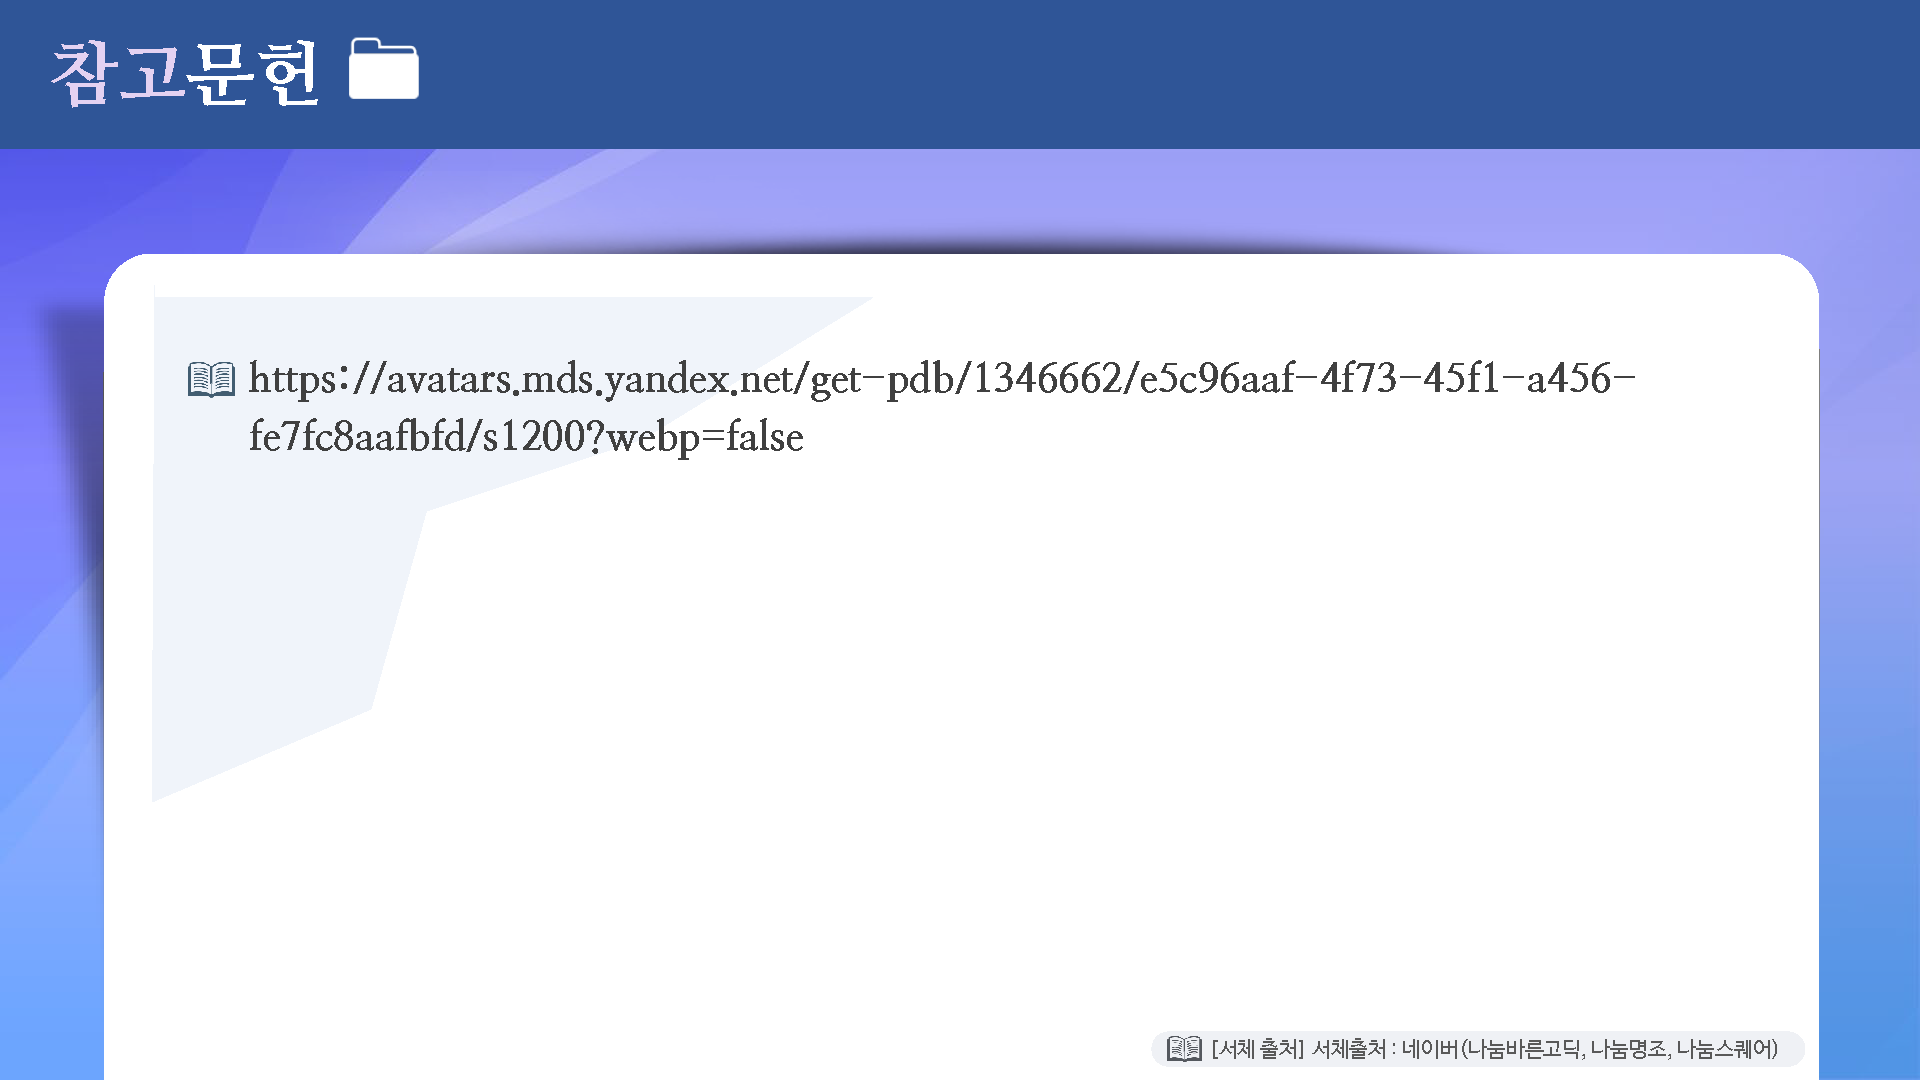 참고문헌
https://avatars.mds.yandex.net/get-pdb/1346662/e5c96aaf-4f73-45f1-a456-
fe7fc8aafbfd/s1200?webp=false
[서체 출처] 서체출처 : 네이버(나눔바른고딕, 나눔명조, 나눔스퀘어)